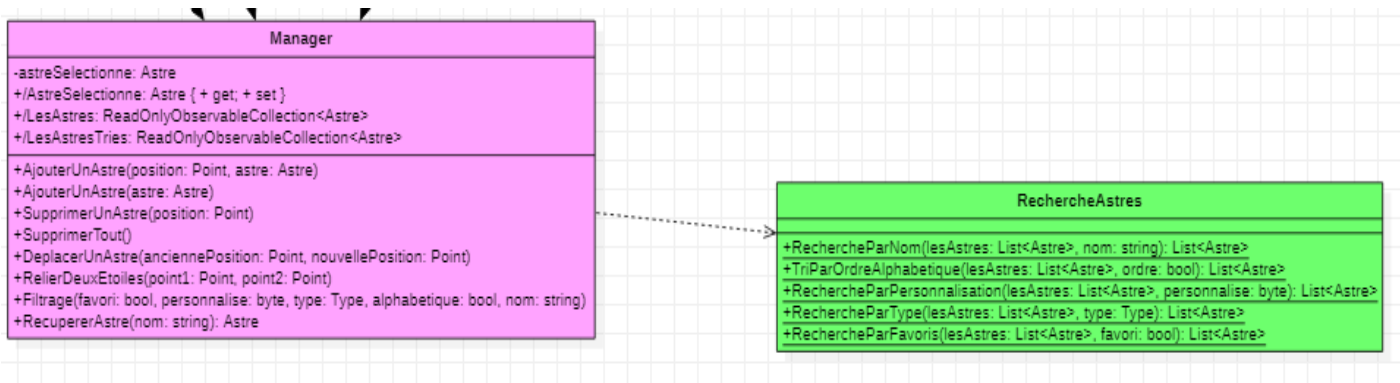 Manager
-astreSelectionne: Astre
+/AstreSelectionne: Astre { + get; + set }
+/LesAstres: ReadOnlyObservableCollection<Astre>
+/LesAstresTries: ReadOnlyObservableCollection<Astre>
+AjouterUnAstre(position: Point, astre: Astre)
+AjouterUnAstre(astre: Astre)
+SupprimerUnAstre(position: Point)
+SupprimerTout()
+DeplacerUnAstre(anciennePosition: Point, nouvellePosition: Point)
+RelierDeuxEtoiles(point1: Point, point2: Point)
+Filtrage(favori: bool, personnalise: byte, type: Type, alphabetique: bool, nom: string)
+RecupererAstre(nom: string): Astre
RechercheAstres
+RechercheParNom(lesAstres: List<Astre>, nom: string): List<Astre>
+TriParOrdreAlphabetique(lesAstres: List<Astre>, ordre: bool): List<Astre>
+RechercheParPersonnalisation(lesAstres: List<Astre>, personnalise: byte): List<Astre>
+RechercheParType(lesAstres: List<Astre>, type: Type): List<Astre>
+RechercheParFavoris(lesAstres: List<Astre>, favori: bool): List<Astre>